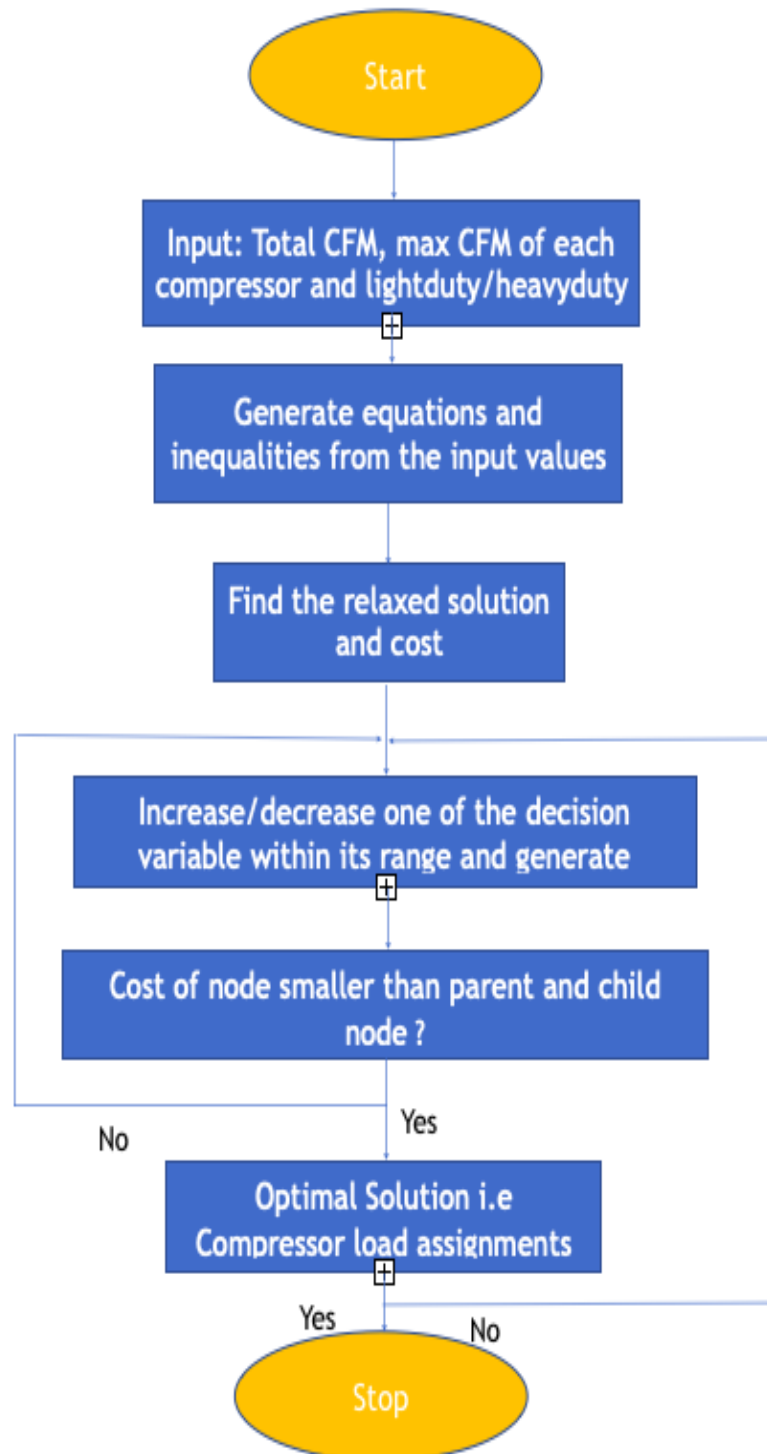 Start
Input: Total CFM, max CFM of each
compressor and lightduty/heavyduty
Generate equations and
inequalities from the input values
Find the relaxed solution
and cost
Increase/decrease one of the decision
variable within its range and generate
Cost of node smaller than parent and child
node ?
No
Yes
Optimal Solution i.e
Compressor load assignments
Yes
No
Stop